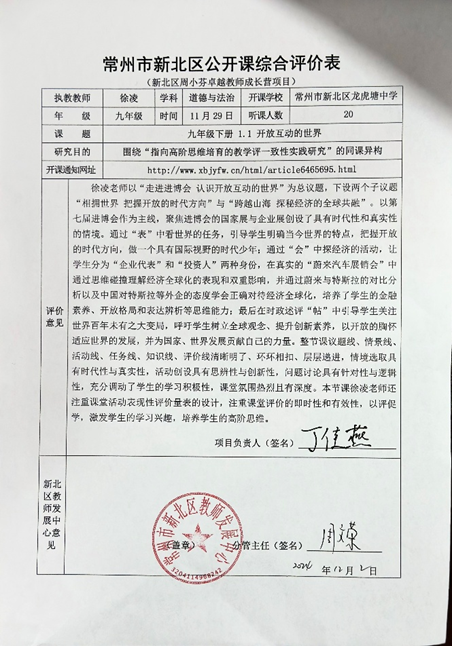 常州市新北区公开课综合评价表
（新北区周小芬卓越教师成长营项目）
执教教师 徐凌 学科 道德与法治 开课学校 常州市新北区龙虎塘中学
年 级 九年级 时间 11 月 29 日 听课人数 20
课 题 九年级下册 1.1 开放互动的世界
研究目的 围绕“指向高阶思维培育的教学评一致性实践研究”的同课异构
开课通知网址 http://www.xbjyfw.cn/html/article6465695.html
徐凌老师以“走进进博会 认识开放互动的世界”为总议题，下设两个子议题
“相拥世界 把握开放的时代方向”与“跨越山海 探秘经济的全球共融”。以第
七届进博会作为主线，聚焦进博会的国家展与企业展创设了具有时代性和真实性
的情境。通过“表”中看世界的任务，引导学生明确当今世界的特点，把握开放
的时代方向，做一个具有国际视野的时代少年；通过“会”中探经济的活动，让
学生分为“企业代表”和“投资人”两种身份，在真实的“蔚来汽车展销会”中
通过思维碰撞理解经济全球化的表现和双重影响，并通过蔚来与特斯拉的对比分
析以及中国对特斯拉等外企的态度学会正确对待经济全球化，培养了学生的金融
素养、开放格局和表达辨析等思维能力；最后在时政述评“帖”中引导学生关注
世界百年未有之大变局，呼吁学生树立全球观念、提升创新素养，以开放的胸怀
适应世界的发展，并为国家、世界发展贡献自己的力量。整节课议题线、情景线、
活动线、任务线、知识线、评价线清晰明了、环环相扣、层层递进，情境选取具
有时代性与真实性，活动创设具有思辨性与创新性，问题讨论具有针对性与逻辑
性，充分调动了学生的学习积极性，课堂氛围热烈且有深度。本节课徐凌老师还
注重课堂活动表现性评价量表的设计，注重课堂评价的即时性和有效性，以评促
学，激发学生的学习兴趣，培养学生的高阶思维。
评价
意见
项目负责人（签名） 丁佳燕
新北
区教
师发
展中
心意
见
常州市新北区教师发展中心
3204114968242
（盖章） 分管主任（签名）
2024 年 12 月 2 日